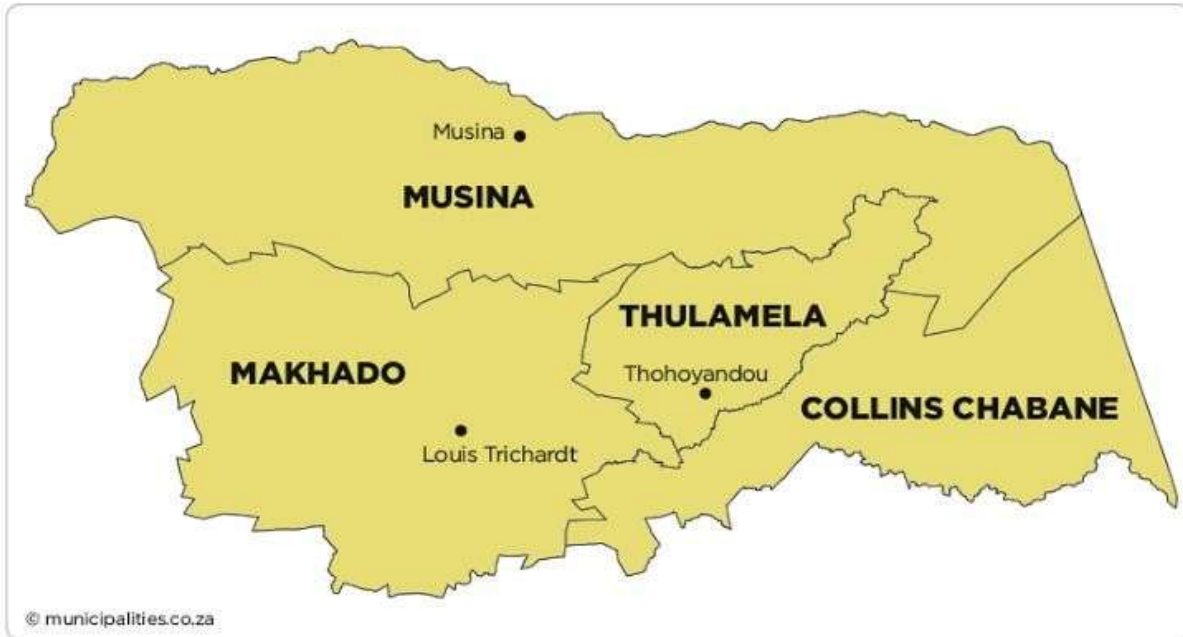 Musina
MUSINA
THULAMELA
MAKHADO
Thohoyandou
COLLINS CHABANE
Louis Trichardt
© municipalities.co.za